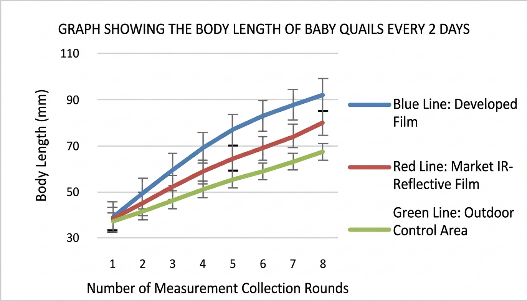 GRAPH SHOWING THE BODY LENGTH OF BABY QUAILS EVERY 2 DAYS
110
90
70
50
30
Body Length (mm)
1 2 3 4 5 6 7 8
Number of Measurement Collection Rounds
Blue Line: Developed
Film
Red Line: Market IR-
Reflective Film
Green Line: Outdoor
Control Area